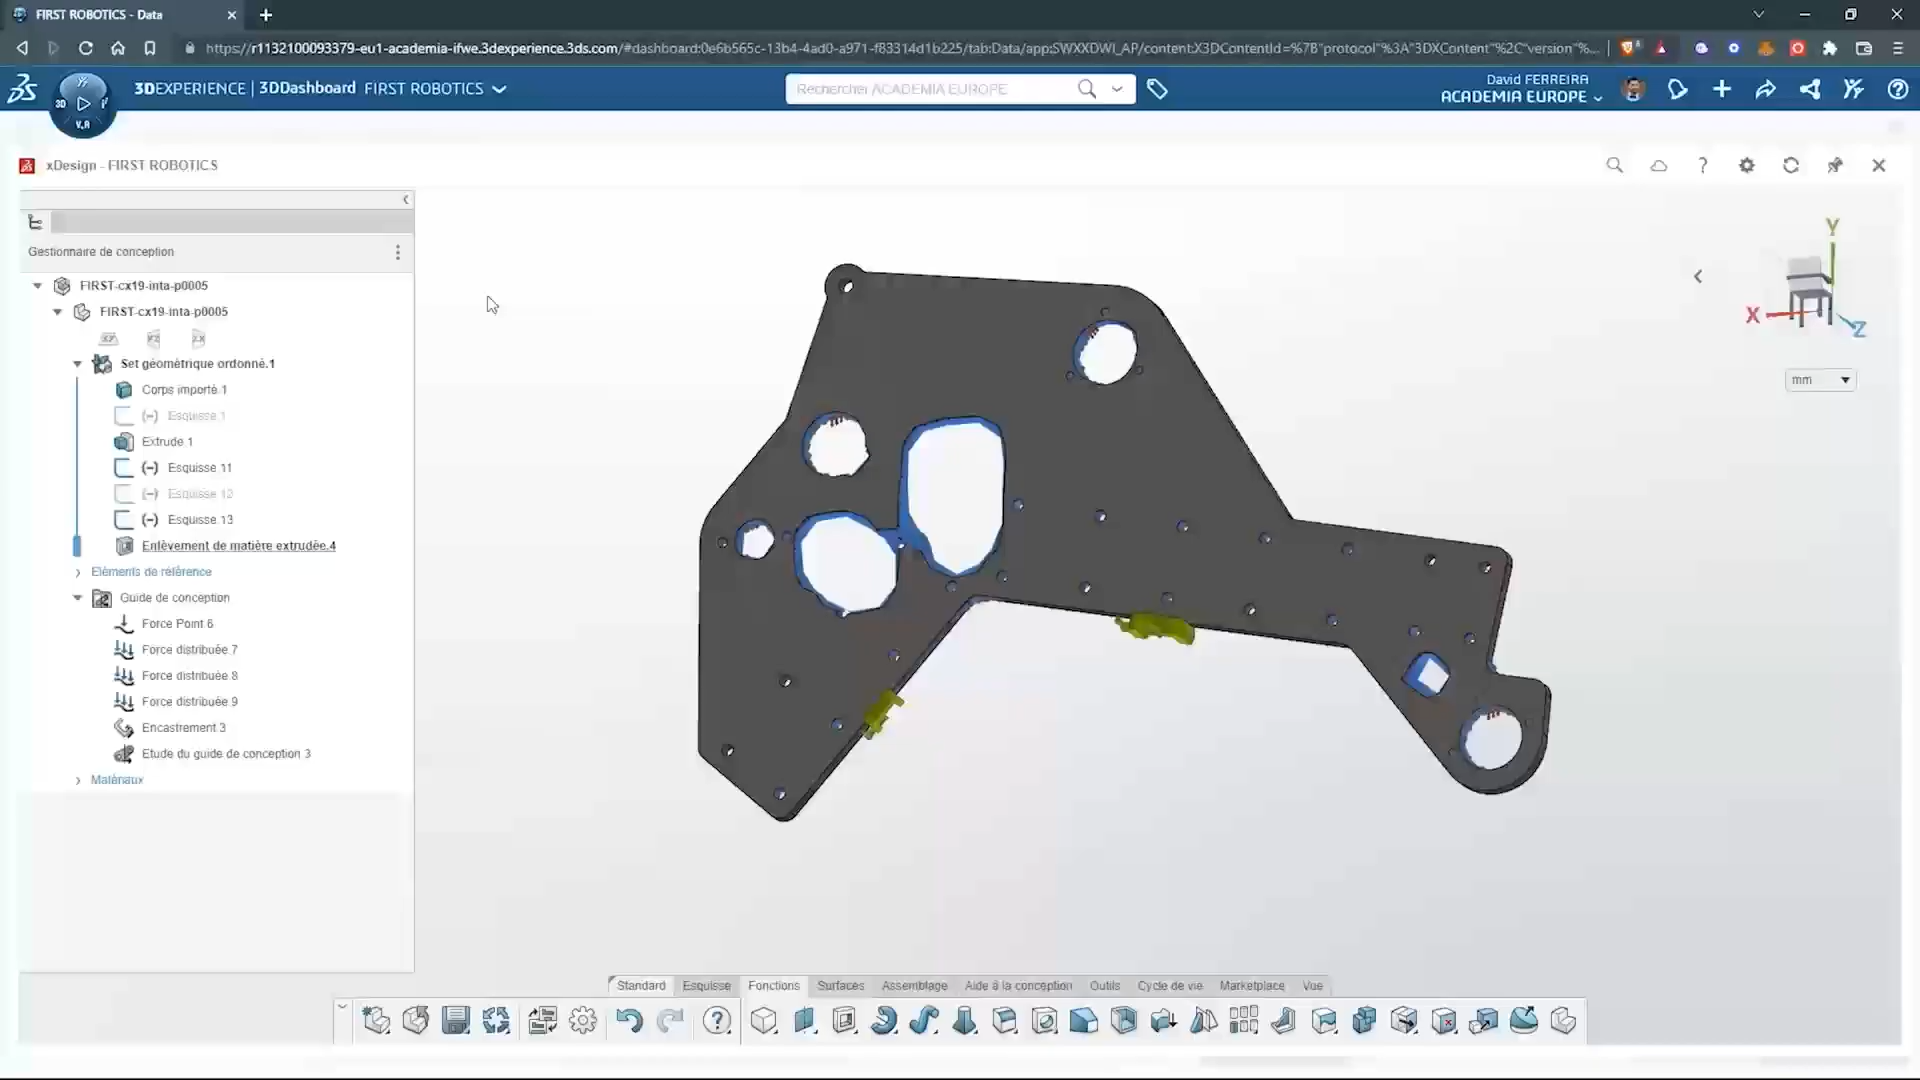 FIRST ROBOTICS - Data
https://r1132100093379-eu1-academia-ifwe.3dexperience.3ds.com/#dashboard:0e6b565c-13b4-4ad0-a971-f83314d1b225/tab:Data/app:SWXXDWI_AP/content:X3DContentId=%7B"protocol"%3A"3DXContent"%2C"version"%...
3DEXPERIENCE | 3DDashboard FIRST ROBOTICS
Rechercher ACADEMIA EUROPE
David FERREIRA
ACADEMIA EUROPE
3D
V.R
xDesign - FIRST ROBOTICS
Gestionnaire de conception
FIRST-cx19-inta-p0005
FIRST-cx19-inta-p0005
Set géométrique ordonné.1
Corps importé 1
(-) Esquisse 1
Extrude 1
(-) Esquisse 11
(-) Esquisse 12
(-) Esquisse 13
Enlèvement de matière extrudée.4
Eléments de référence
Guide de conception
Force Point 6
Force distribuée 7
Force distribuée 8
Force distribuée 9
Encastrement 3
Etude du guide de conception 3
Matériaux
Y
X
Z
mm
Standard Esquisse Fonctions Surfaces Assemblage Aide à la conception Outils Cycle de vie Marketplace Vue